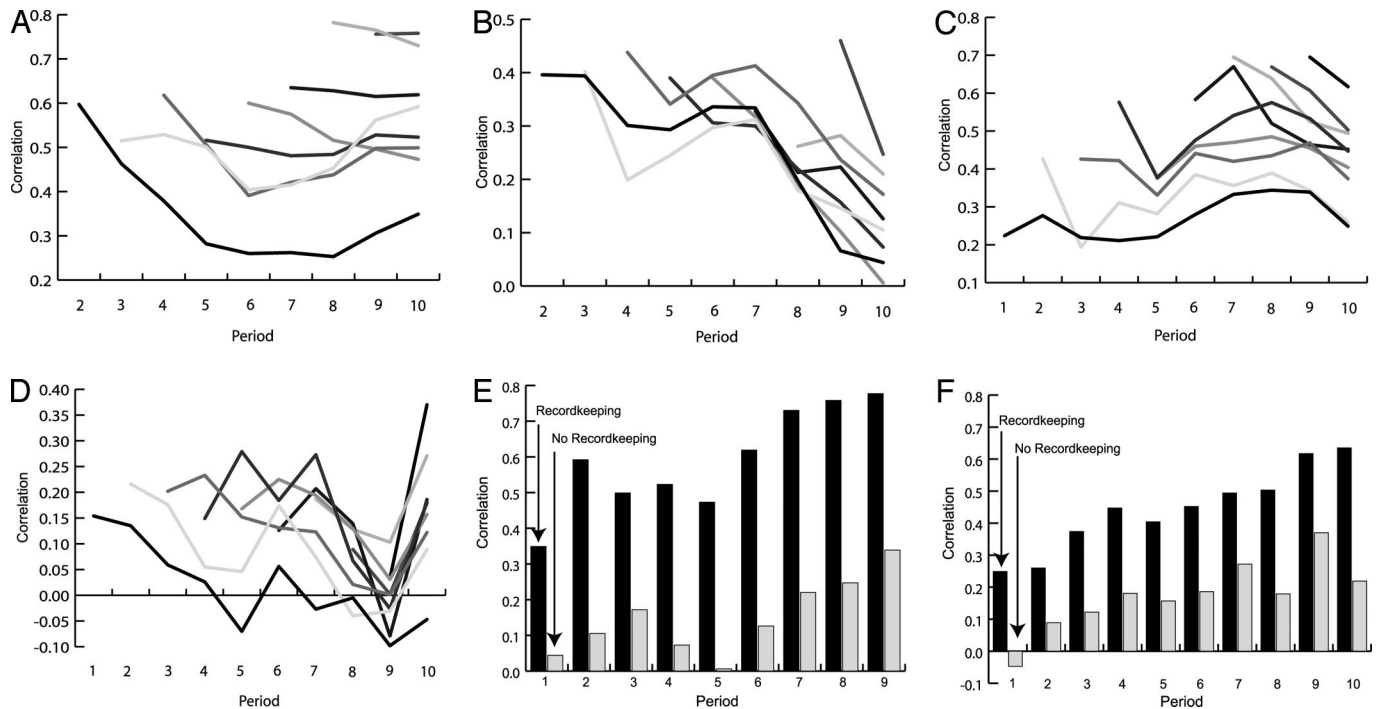 A
0.8
0.7
0.6
0.5
0.4
0.3
0.2
Correlation
2 3 4 5 6 7 8 9 10
Period
B
0.5
0.4
0.3
0.2
0.1
0.0
Correlation
2 3 4 5 6 7 8 9 10
Period
C
0.8
0.7
0.6
0.5
0.4
0.3
0.2
0.1
Correlation
1 2 3 4 5 6 7 8 9 10
Period
D
0.40
0.35
0.30
0.25
0.20
0.15
0.10
0.05
0.00
-0.05
-0.10
Correlation
1 2 3 4 5 6 7 8 9 10
Period
E
0.8
0.7
0.6
0.5
0.4
0.3
0.2
0.1
0.0
Correlation
Recordkeeping
No Recordkeeping
1 2 3 4 5 6 7 8 9
Period
F
0.8
0.7
0.6
0.5
0.4
0.3
0.2
0.1
0.0
-0.1
Correlation
Recordkeeping
No Recordkeeping
1 2 3 4 5 6 7 8 9 10
Period